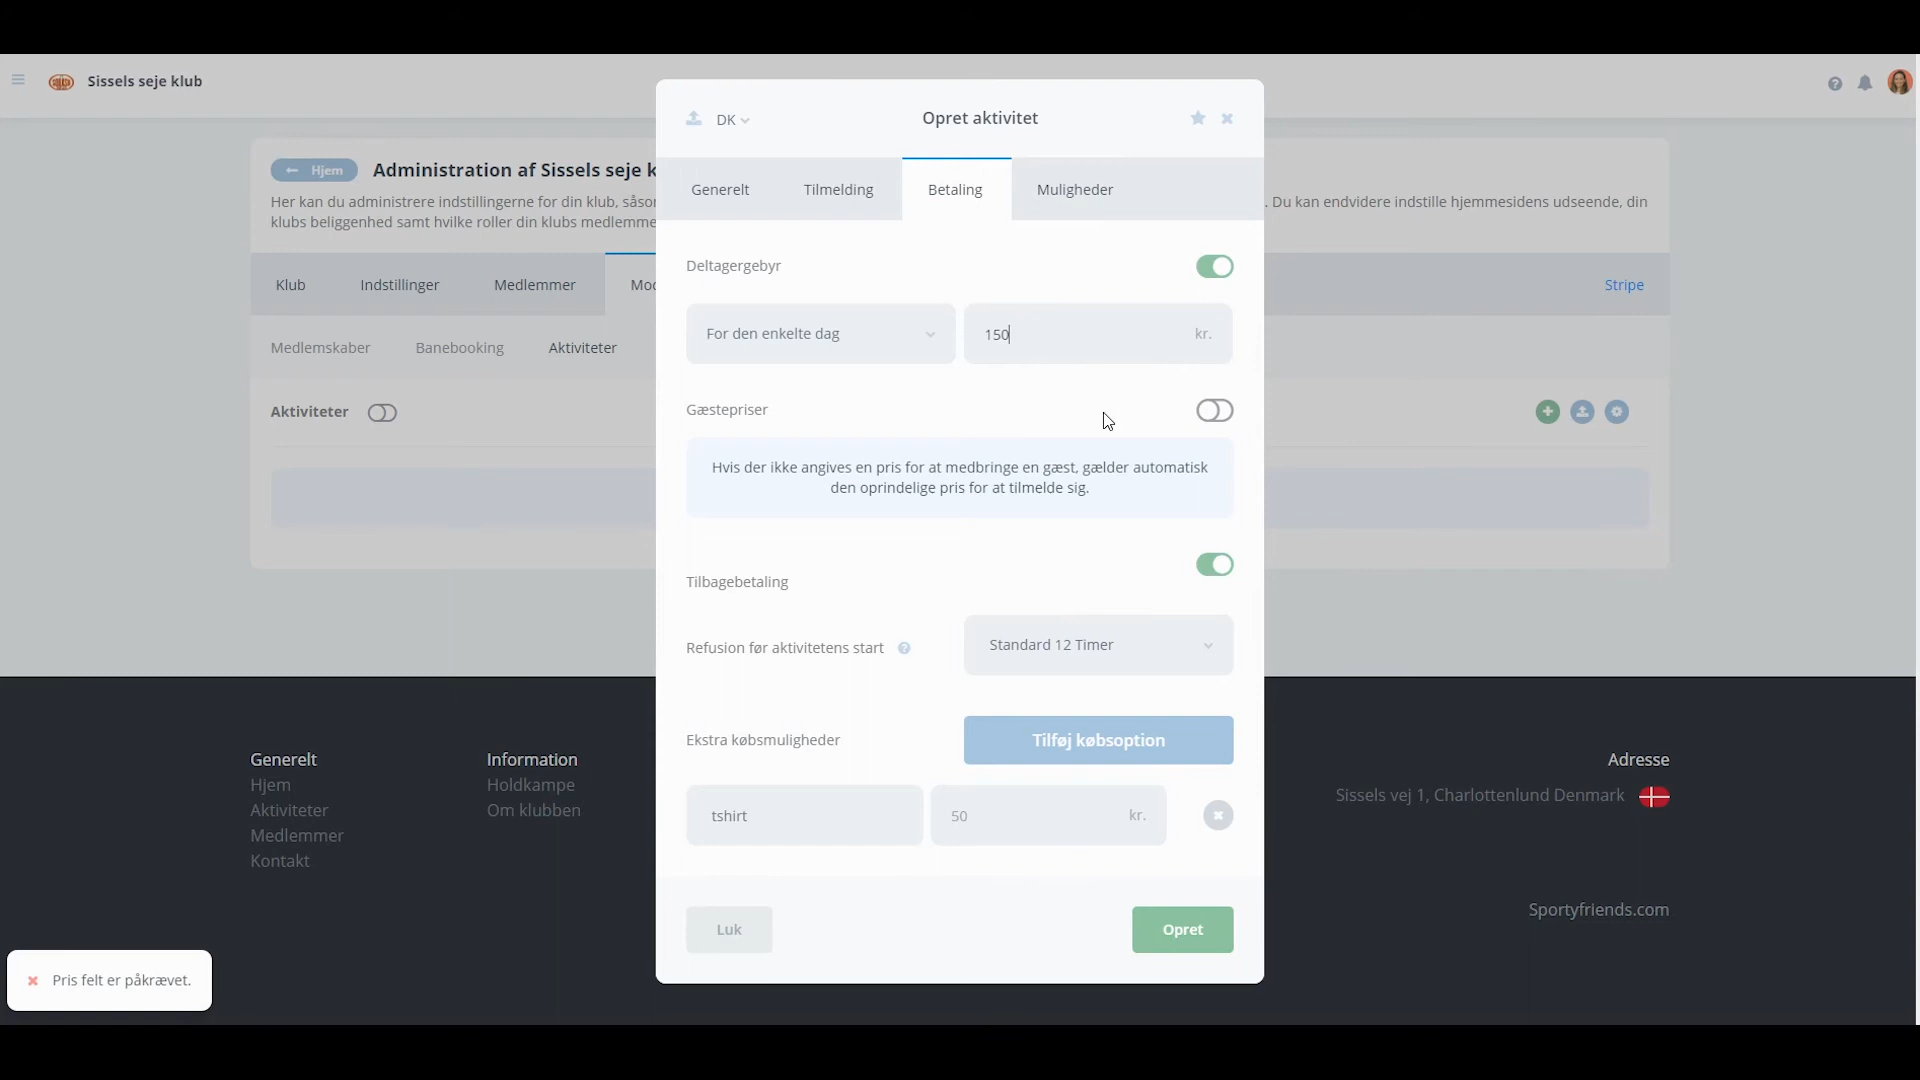 Sissels seje klub
DK
Opret aktivitet
Hjem
Administration af Sissels seje k
Her kan du administrere indstillingerne for din klub, såso
. Du kan endvidere indstille hjemmesidens udseende, din
klubs beliggenhed samt hvilke roller din klubs medlemme
Generelt
Tilmelding
Betaling
Muligheder
Klub
Indstillinger
Medlemmer
Mod
Stripe
Medlemskaber
Banebooking
Aktiviteter
Aktiviteter
Deltagergebyr
For den enkelte dag
150
kr.
Gæstepriser
Hvis der ikke angives en pris for at medbringe en gæst, gælder automatisk
den oprindelige pris for at tilmelde sig.
Tilbagebetaling
Refusion før aktivitetens start
Standard 12 Timer
Ekstra købsmuligheder
Tilføj købsoption
tshirt
50
kr.
Luk
Opret
Generelt
Hjem
Aktiviteter
Medlemmer
Kontakt
Information
Holdkampe
Om klubben
Adresse
Sissels vej 1, Charlottenlund Denmark
Sportyfriends.com
Pris felt er påkrævet.